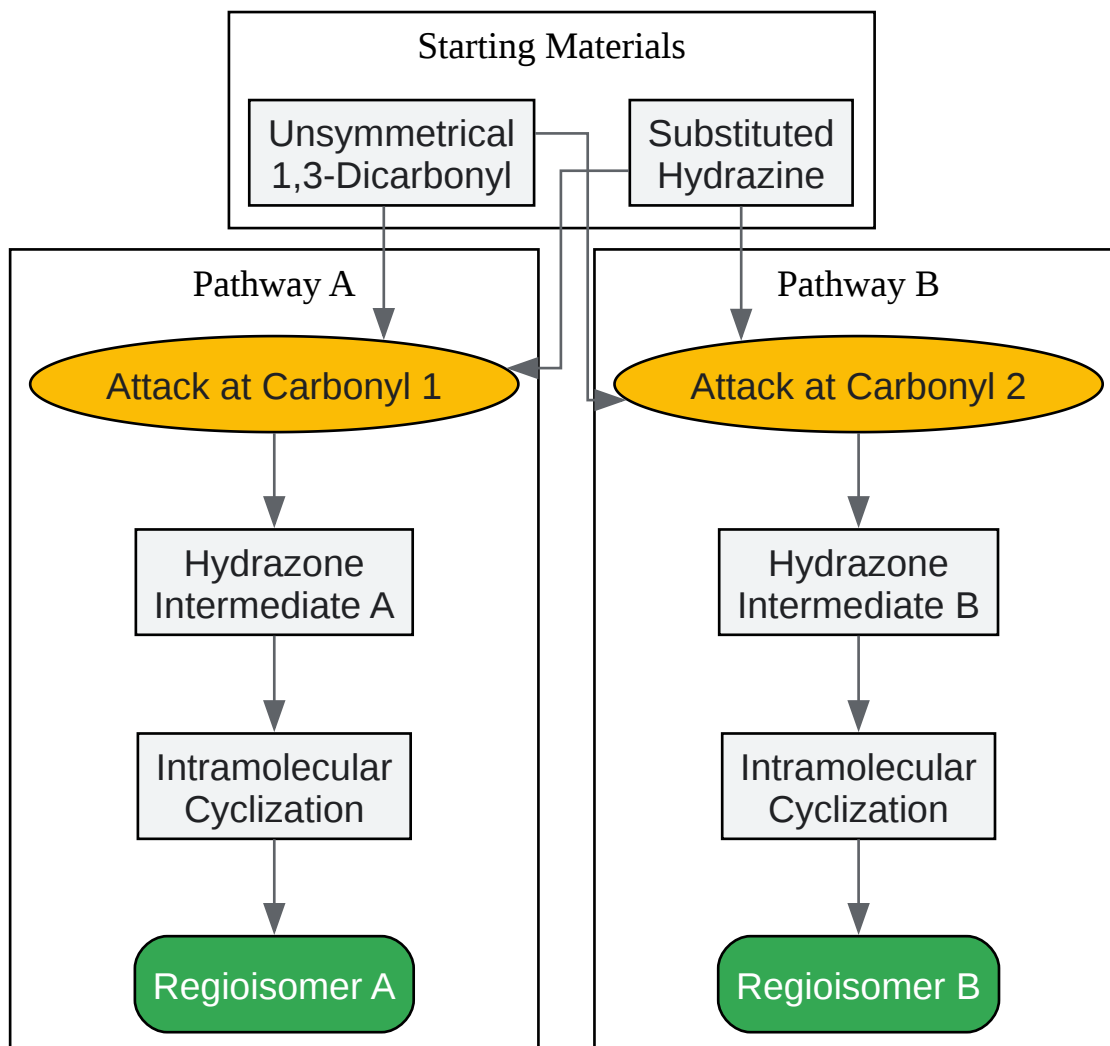 Starting Materials
Unsymmetrical
1,3-Dicarbonyl
Substituted
Hydrazine
Pathway A
Attack at Carbonyl 1
Hydrazone
Intermediate A
Intramolecular
Cyclization
Regioisomer A
Pathway B
Attack at Carbonyl 2
Hydrazone
Intermediate B
Intramolecular
Cyclization
Regioisomer B